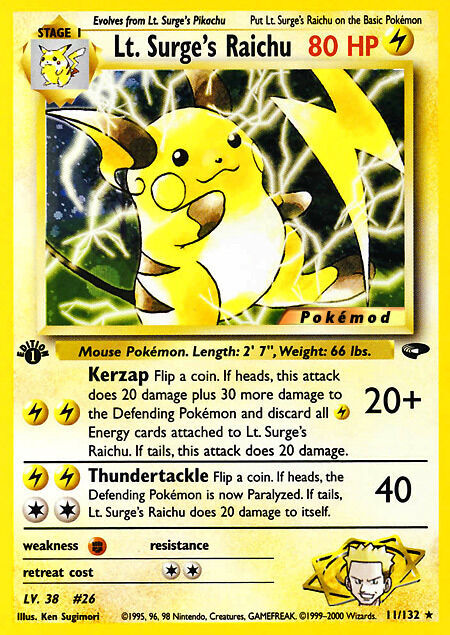 Evolves from Lt. Surge's Pikachu Put Lt. Surge's Raichu on the Basic Pokémon
STAGE 1
Lt. Surge's Raichu 80 HP
Pokémod
EDITION
1
Mouse Pokémon. Length: 2' 7", Weight: 66 lbs.
Kerzap Flip a coin. If heads, this attack
does 20 damage plus 30 more damage to
the Defending Pokémon and discard all
Energy cards attached to Lt. Surge's
Raichu. If tails, this attack does 20 damage.
20+
Thundertackle Flip a coin. If heads, the
Defending Pokémon is now Paralyzed. If tails,
Lt. Surge's Raichu does 20 damage to itself.
40
weakness resistance
retreat cost
LV. 38 #26
Illus. Ken Sugimori ©1995, 96, 98 Nintendo, Creatures, GAMEFREAK. ©1999-2000 Wizards. 11/132 ★